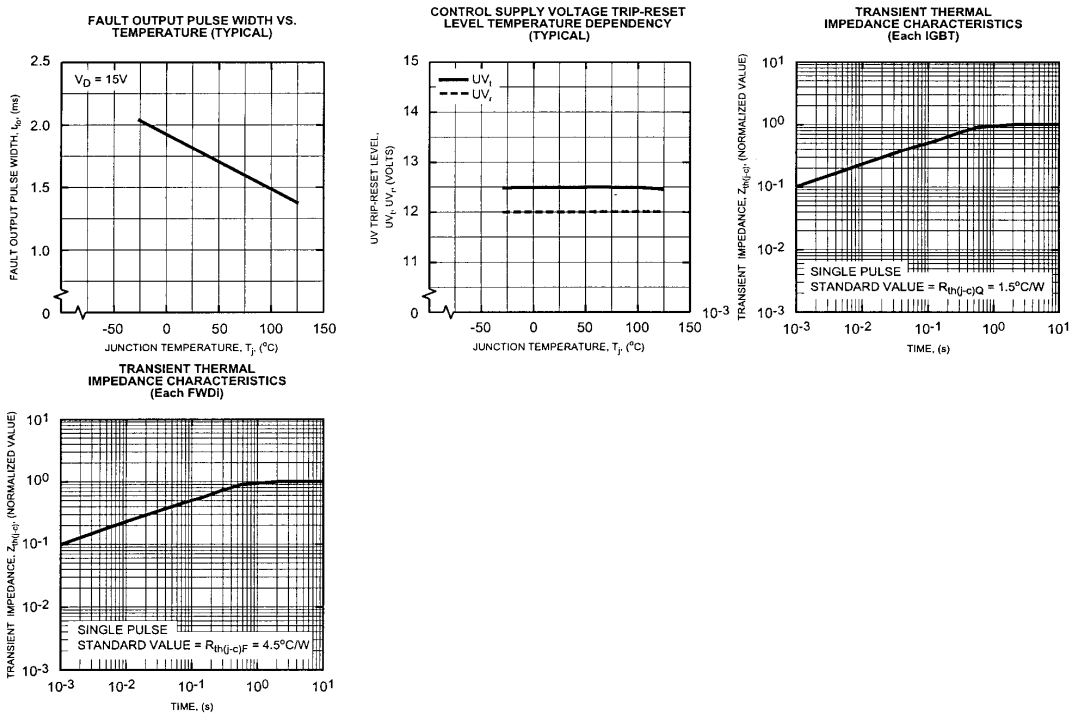 FAULT OUTPUT PULSE WIDTH VS.
TEMPERATURE (TYPICAL)
2.5
2.0
1.5
1.0
0
V_D = 15V
FAULT OUTPUT PULSE WIDTH, t_fo, (ms)
-50 0 50 100 150
JUNCTION TEMPERATURE, T_j, (°C)
CONTROL SUPPLY VOLTAGE TRIP-RESET
LEVEL TEMPERATURE DEPENDENCY
(TYPICAL)
15
14
13
12
11
0
UV_t
UV_r
UV TRIP-RESET LEVEL,
UV_t, UV_r, (VOLTS)
-50 0 50 100 150
10^-3
JUNCTION TEMPERATURE, T_j, (°C)
TRANSIENT THERMAL
IMPEDANCE CHARACTERISTICS
(Each IGBT)
10^1
10^0
10^-1
10^-2
10^-3
TRANSIENT IMPEDANCE, Z_th(j-c), (NORMALIZED VALUE)
SINGLE PULSE
STANDARD VALUE = R_th(j-c)Q = 1.5°C/W
10^-3 10^-2 10^-1 10^0 10^1
TIME, (s)
TRANSIENT THERMAL
IMPEDANCE CHARACTERISTICS
(Each FWDi)
10^1
10^0
10^-1
10^-2
10^-3
TRANSIENT IMPEDANCE, Z_th(j-c), (NORMALIZED VALUE)
SINGLE PULSE
STANDARD VALUE = R_th(j-c)F = 4.5°C/W
10^-3 10^-2 10^-1 10^0 10^1
TIME, (s)